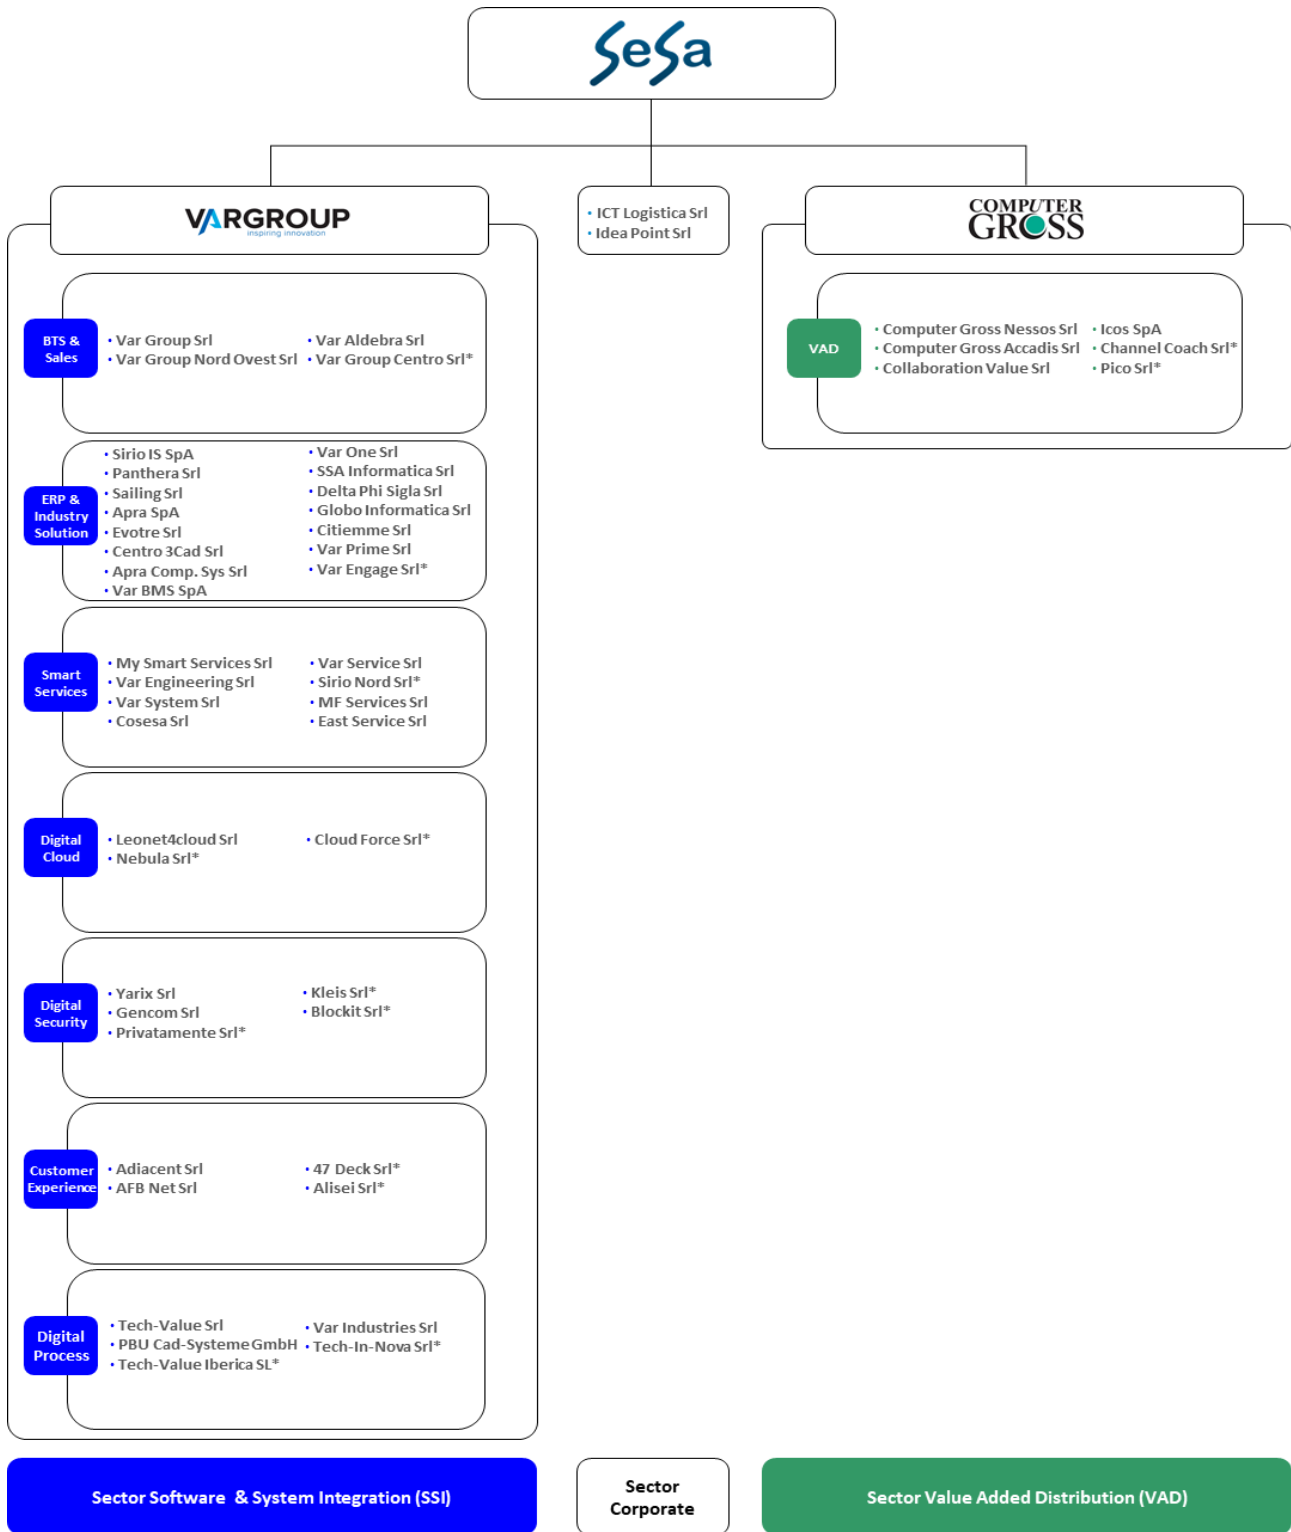 SeSa
VARGROUP
inspiring innovation
• ICT Logistica Srl
• Idea Point Srl
COMPUTER
GROSS
BTS &
Sales
• Var Group Srl
• Var Group Nord Ovest Srl
• Var Aldebra Srl
• Var Group Centro Srl*
VAD
• Computer Gross Nessos Srl
• Computer Gross Accadis Srl
• Collaboration Value Srl
• Icos SpA
• Channel Coach Srl*
• Pico Srl*
ERP &
Industry
Solution
• Sirio IS SpA
• Panthera Srl
• Sailing Srl
• Apra SpA
• Evotre Srl
• Centro 3Cad Srl
• Apra Comp. Sys Srl
• Var BMS SpA
• Var One Srl
• SSA Informatica Srl
• Delta Phi Sigla Srl
• Globo Informatica Srl
• Citiemme Srl
• Var Prime Srl
• Var Engage Srl*
Smart
Services
• My Smart Services Srl
• Var Engineering Srl
• Var System Srl
• Cosesa Srl
• Var Service Srl
• Sirio Nord Srl*
• MF Services Srl
• East Service Srl
Digital
Cloud
• Leonet4cloud Srl
• Nebula Srl*
• Cloud Force Srl*
Digital
Security
• Yarix Srl
• Gencom Srl
• Privatamente Srl*
• Kleis Srl*
• Blockit Srl*
Customer
Experience
• Adiacent Srl
• AFB Net Srl
• 47 Deck Srl*
• Alisei Srl*
Digital
Process
• Tech-Value Srl
• PBU Cad-Systeme GmbH
• Tech-Value Iberica SL*
• Var Industries Srl
• Tech-In-Nova Srl*
Sector Software & System Integration (SSI)
Sector
Corporate
Sector Value Added Distribution (VAD)